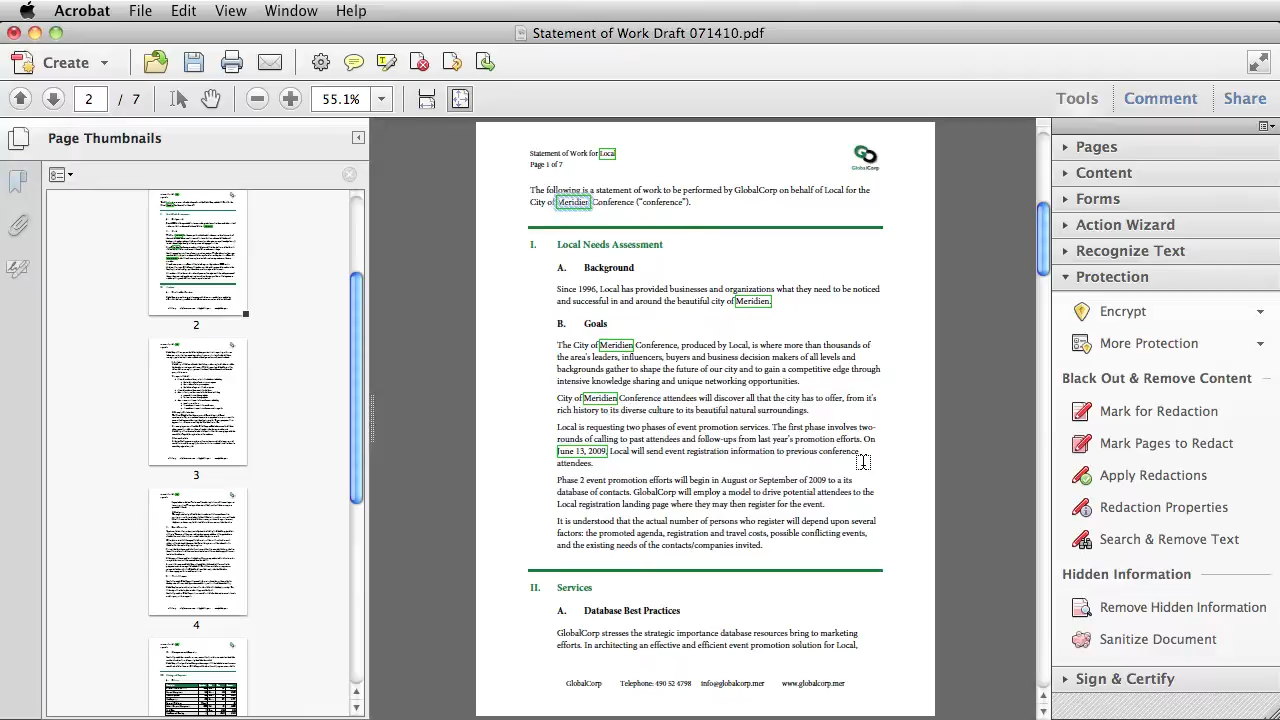 Acrobat File Edit View Window Help
Statement of Work Draft 071410.pdf
Create
2 / 7 55.1% Tools Comment Share
Page Thumbnails
2
3
4
Statement of Work for Local
Page 1 of 7
GlobalCorp
The following is a statement of work to be performed by GlobalCorp on behalf of Local for the
City of Meridien Conference (“conference”).
I. Local Needs Assessment
A. Background
Since 1996, Local has provided businesses and organizations what they need to be noticed
and successful in and around the beautiful city of Meridien.
B. Goals
The City of Meridien Conference, produced by Local, is where more than thousands of
the area's leaders, influencers, buyers and business decision makers of all levels and
backgrounds gather to shape the future of our city and to gain a competitive edge through
intensive knowledge sharing and unique networking opportunities.
City of Meridien Conference attendees will discover all that the city has to offer, from it's
rich history to its diverse culture to its beautiful natural surroundings.
Local is requesting two phases of event promotion services. The first phase involves two-
rounds of calling to past attendees and follow-ups from last year's promotion efforts. On
June 13, 2009, Local will send event registration information to previous conference
attendees.
Phase 2 event promotion efforts will begin in August or September of 2009 to a its
database of contacts. GlobalCorp will employ a model to drive potential attendees to the
Local registration landing page where they may then register for the event.
It is understood that the actual number of persons who register will depend upon several
factors: the promoted agenda, registration and travel costs, possible conflicting events,
and the existing needs of the contacts/companies invited.
II. Services
A. Database Best Practices
GlobalCorp stresses the strategic importance database resources bring to marketing
efforts. In architecting an effective and efficient event promotion solution for Local,
GlobalCorp Telephone: 490 52 4798 info@globalcorp.mer www.globalcorp.mer
Pages
Content
Forms
Action Wizard
Recognize Text
Protection
Encrypt
More Protection
Black Out & Remove Content
Mark for Redaction
Mark Pages to Redact
Apply Redactions
Redaction Properties
Search & Remove Text
Hidden Information
Remove Hidden Information
Sanitize Document
Sign & Certify